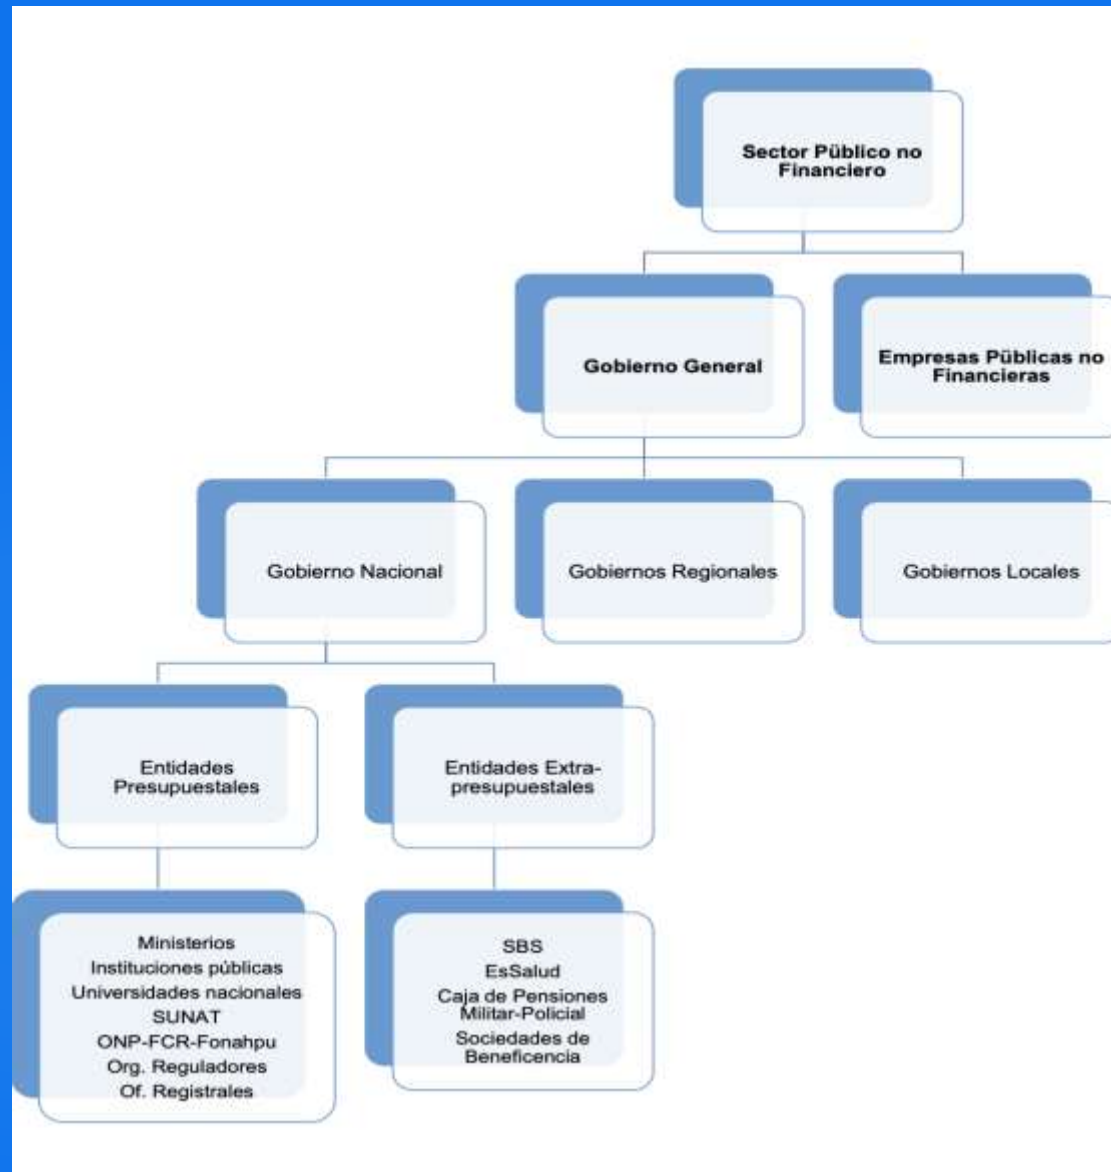 Sector Püblico no
Financiero
Gobierno General
Empresas Públicas no
Financieras
Gobierno Nacional
Gobiernos Regionales
Gobiernos Locales
Entidades
Presupuestales
Entidades Extra-
presupuestales
Ministerios
Instituciones públicas
Universidades nacionales
SUNAT
ONP-FCR-Fonahpu
Org. Reguladores
Of. Registrales
SBS
EsSalud
Caja de Pensiones
Militar-Policial
Sociedades de
Beneficencia